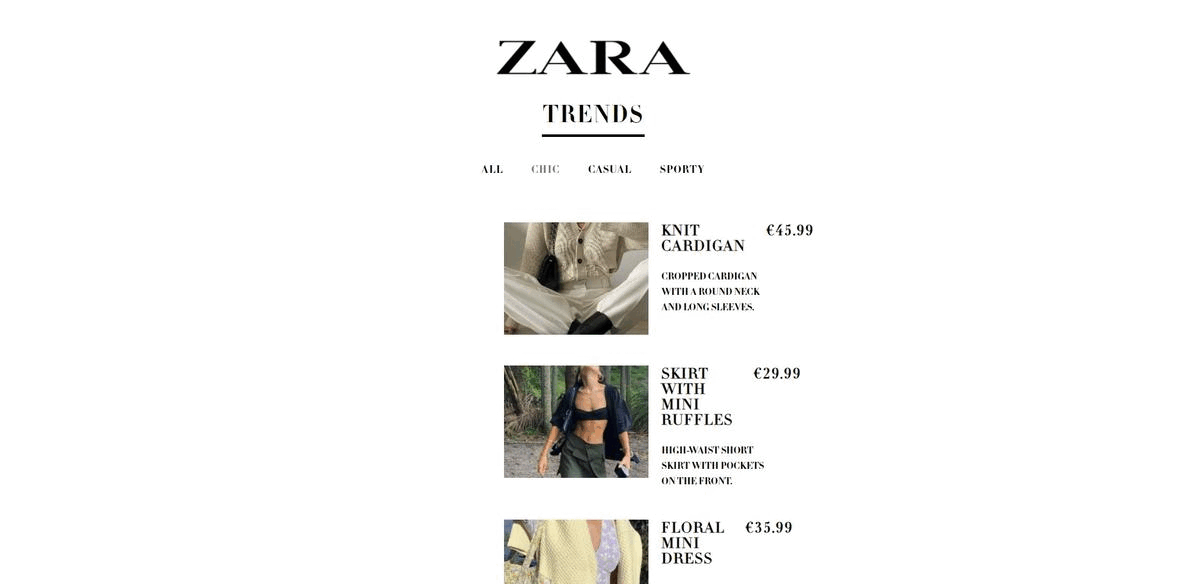 ZARA
TRENDS
ALL CHIC CASUAL SPORTY
KNIT CARDIGAN €45.99
CROPPED CARDIGAN
WITH A ROUND NECK
AND LONG SLEEVES.
SKIRT WITH MINI RUFFLES €29.99
HIGH-WAIST SHORT
SKIRT WITH POCKETS
ON THE FRONT.
FLORAL MINI DRESS €35.99